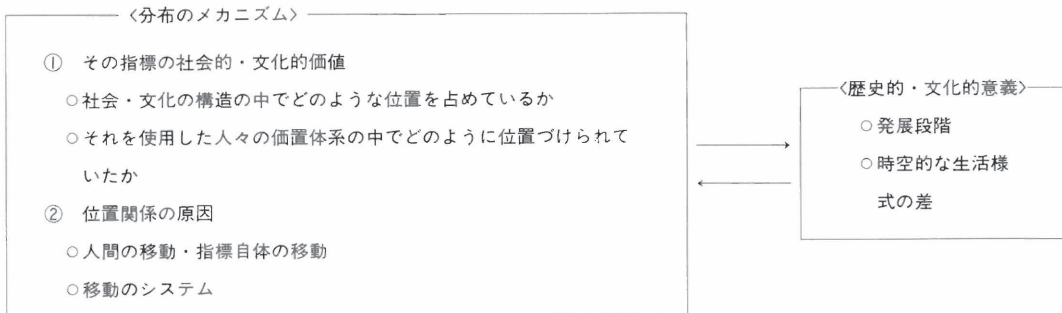 〈分布のメカニズム〉
① その指標の社会的・文化的価値
○社会・文化の構造の中でどのような位置を占めているか
○それを使用した人々の価置体系の中でどのように位置づけられて
いたか
② 位置関係の原因
○人間の移動・指標自体の移動
○移動のシステム
〈歴史的・文化的意義〉
○発展段階
○時空的な生活様
式の差